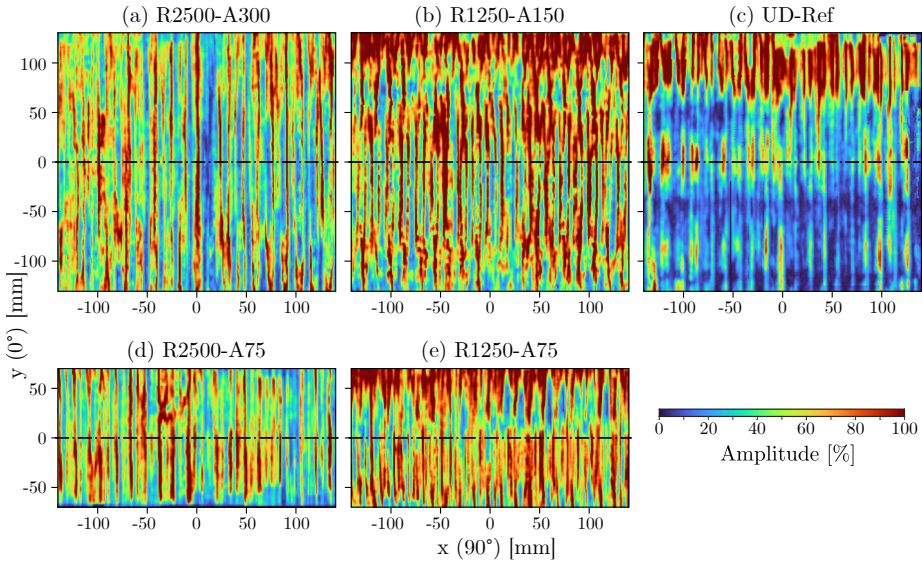 (a) R2500-A300
(b) R1250-A150
(c) UD-Ref
100
50
0
-50
-100
-100 -50 0 50 100
-100 -50 0 50 100
-100 -50 0 50 100
y (0°) [mm]
(d) R2500-A75
(e) R1250-A75
50
0
-50
-100 -50 0 50 100
-100 -50 0 50 100
x (90°) [mm]
0 20 40 60 80 100
Amplitude [%]